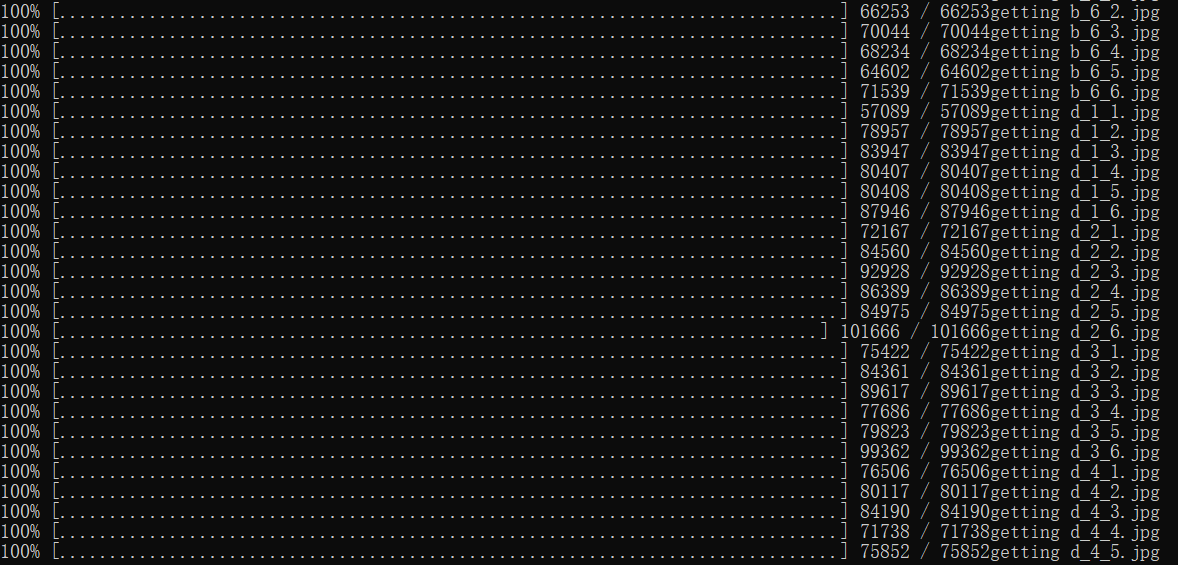 100% [..............................................................................] 66253 / 66253getting b_6_2.jpg
100% [..............................................................................] 70044 / 70044getting b_6_3.jpg
100% [..............................................................................] 68234 / 68234getting b_6_4.jpg
100% [..............................................................................] 64602 / 64602getting b_6_5.jpg
100% [..............................................................................] 71539 / 71539getting b_6_6.jpg
100% [..............................................................................] 57089 / 57089getting d_1_1.jpg
100% [..............................................................................] 78957 / 78957getting d_1_2.jpg
100% [..............................................................................] 83947 / 83947getting d_1_3.jpg
100% [..............................................................................] 80407 / 80407getting d_1_4.jpg
100% [..............................................................................] 80408 / 80408getting d_1_5.jpg
100% [..............................................................................] 87946 / 87946getting d_1_6.jpg
100% [..............................................................................] 72167 / 72167getting d_2_1.jpg
100% [..............................................................................] 84560 / 84560getting d_2_2.jpg
100% [..............................................................................] 92928 / 92928getting d_2_3.jpg
100% [..............................................................................] 86389 / 86389getting d_2_4.jpg
100% [..............................................................................] 84975 / 84975getting d_2_5.jpg
100% [............................................................................] 101666 / 101666getting d_2_6.jpg
100% [..............................................................................] 75422 / 75422getting d_3_1.jpg
100% [..............................................................................] 84361 / 84361getting d_3_2.jpg
100% [..............................................................................] 89617 / 89617getting d_3_3.jpg
100% [..............................................................................] 77686 / 77686getting d_3_4.jpg
100% [..............................................................................] 79823 / 79823getting d_3_5.jpg
100% [..............................................................................] 99362 / 99362getting d_3_6.jpg
100% [..............................................................................] 76506 / 76506getting d_4_1.jpg
100% [..............................................................................] 80117 / 80117getting d_4_2.jpg
100% [..............................................................................] 84190 / 84190getting d_4_3.jpg
100% [..............................................................................] 71738 / 71738getting d_4_4.jpg
100% [..............................................................................] 75852 / 75852getting d_4_5.jpg